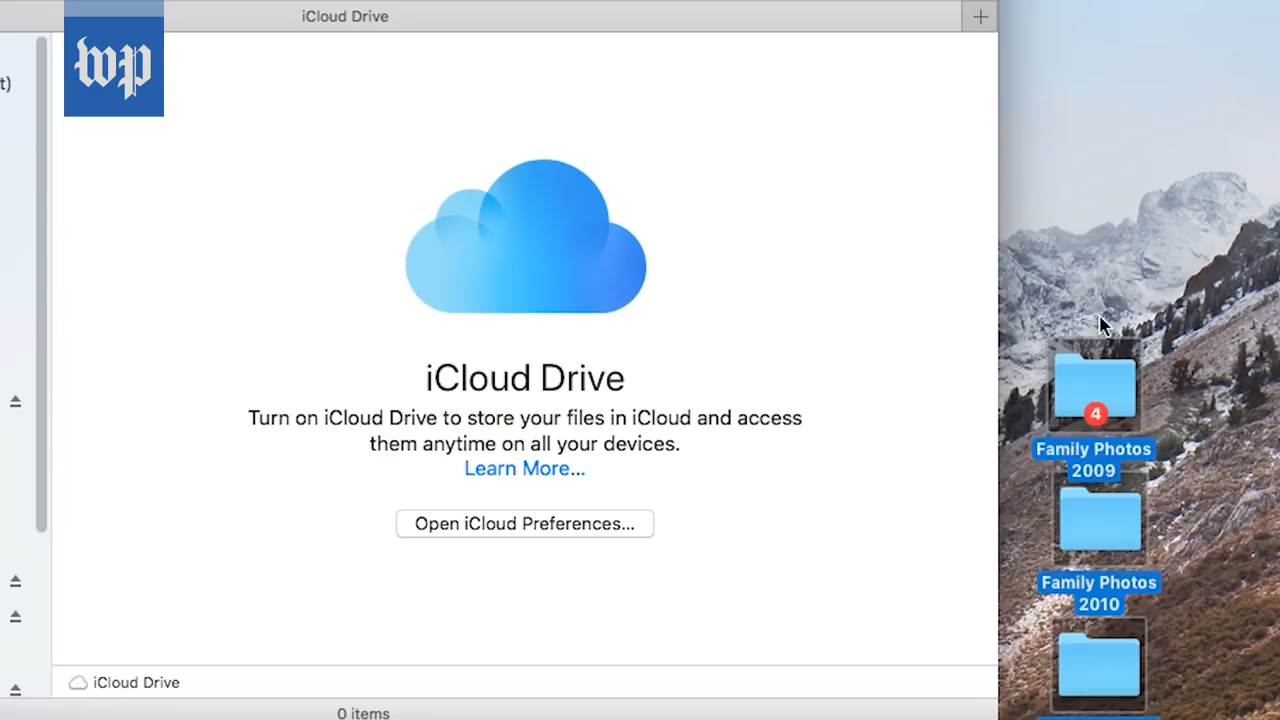 iCloud Drive
wp
t)
iCloud Drive
Turn on iCloud Drive to store your files in iCloud and access
them anytime on all your devices.
Learn More...
Open iCloud Preferences...
4
Family Photos
2009
Family Photos
2010
iCloud Drive
0 items